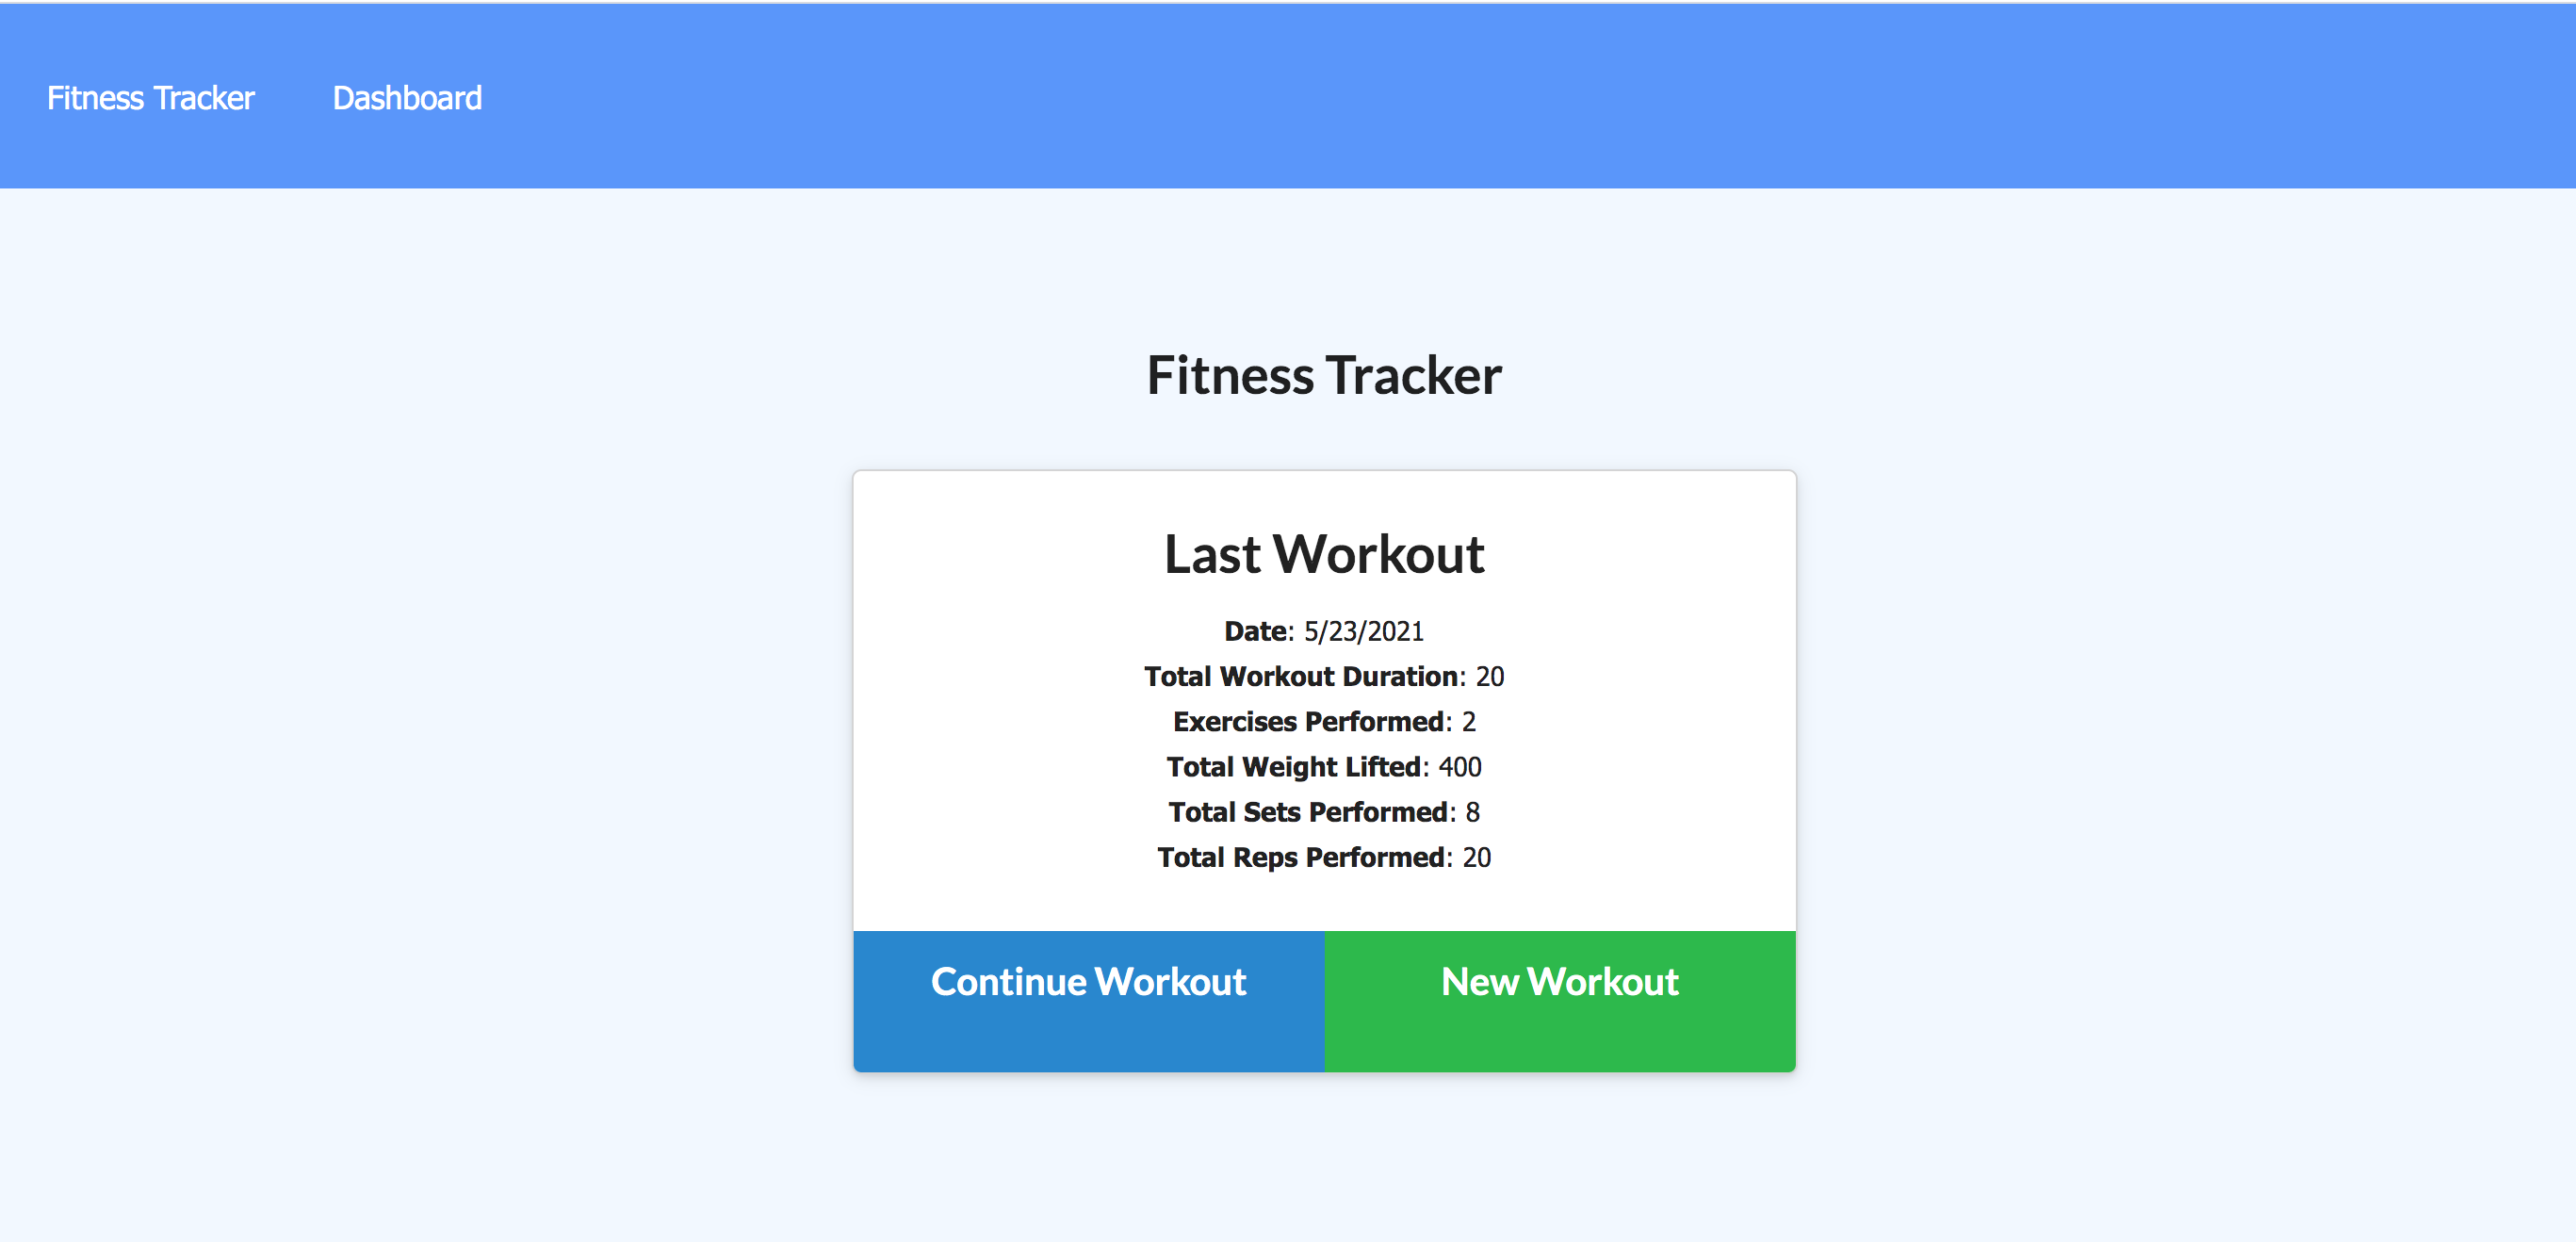 Fitness Tracker Dashboard
Fitness Tracker
Last Workout
Date: 5/23/2021
Total Workout Duration: 20
Exercises Performed: 2
Total Weight Lifted: 400
Total Sets Performed: 8
Total Reps Performed: 20
Continue Workout New Workout